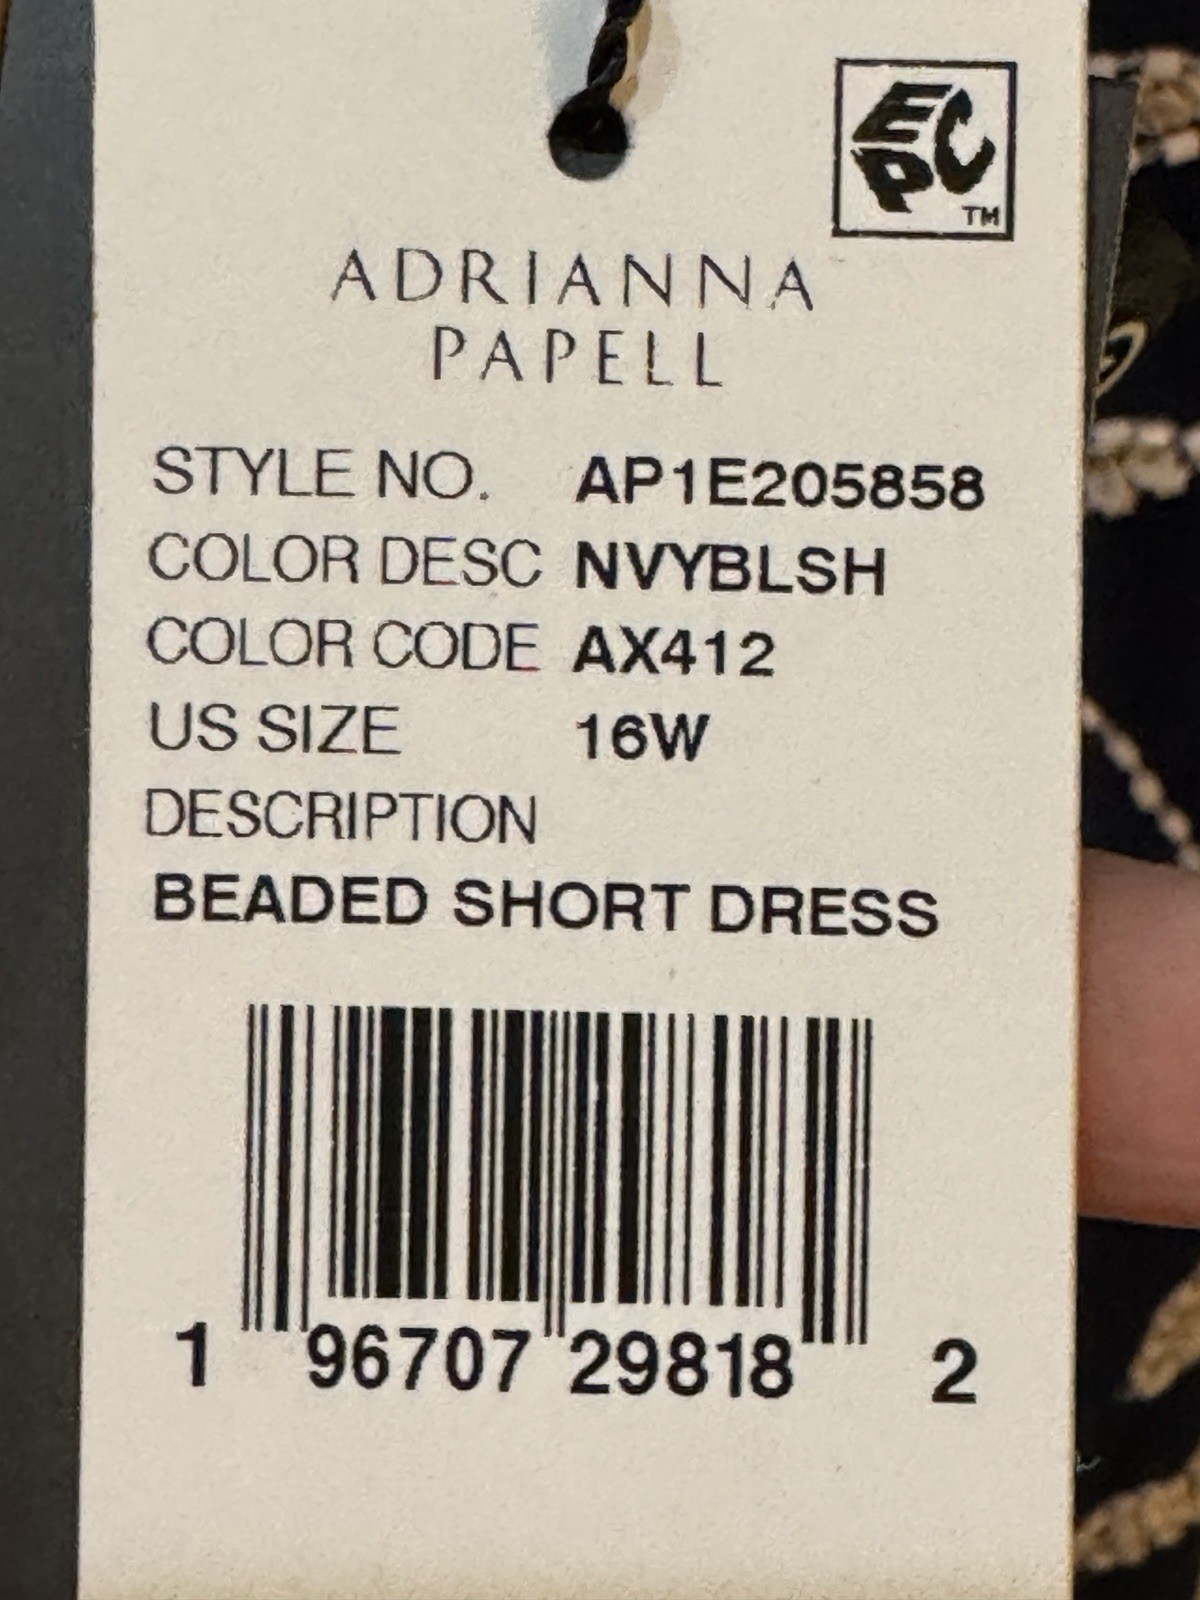 EPC
TM
ADRIANNA
PAPELL
STYLE NO. AP1E205858
COLOR DESC NVYBLSH
COLOR CODE AX412
US SIZE 16W
DESCRIPTION
BEADED SHORT DRESS
1 96707 29818 2